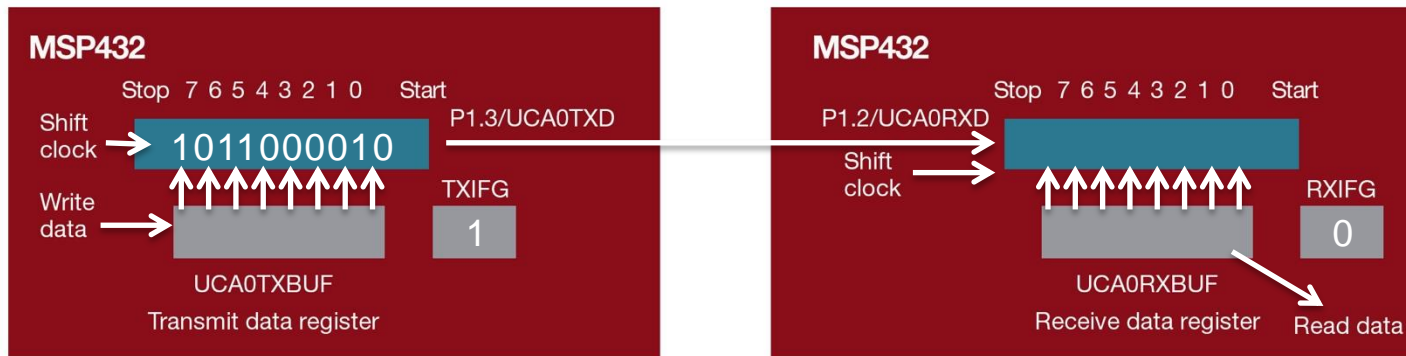 MSP432
Stop 7 6 5 4 3 2 1 0 Start
Shift
clock
1011000010
P1.3/UCA0TXD
Write
data
TXIFG
1
UCA0TXBUF
Transmit data register
MSP432
Stop 7 6 5 4 3 2 1 0 Start
P1.2/UCA0RXD
Shift
clock
RXIFG
0
UCA0RXBUF
Receive data register
Read data